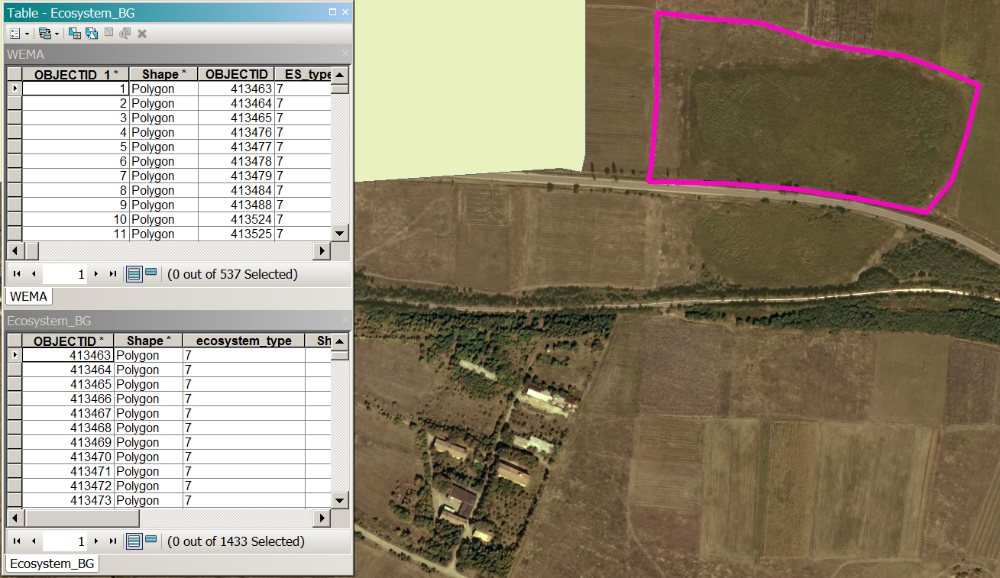 Table - Ecosystem_BG
WEMA
OBJECTID_1 * Shape * OBJECTID ES_type
1 Polygon 413463 7
2 Polygon 413464 7
3 Polygon 413465 7
4 Polygon 413476 7
5 Polygon 413477 7
6 Polygon 413478 7
7 Polygon 413479 7
8 Polygon 413484 7
9 Polygon 413488 7
10 Polygon 413524 7
11 Polygon 413525 7
1 (0 out of 537 Selected)
WEMA
Ecosystem_BG
OBJECTID * Shape * ecosystem_type Sh
413463 Polygon 7
413464 Polygon 7
413465 Polygon 7
413466 Polygon 7
413467 Polygon 7
413468 Polygon 7
413469 Polygon 7
413470 Polygon 7
413471 Polygon 7
413472 Polygon 7
413473 Polygon 7
1 (0 out of 1433 Selected)
Ecosystem_BG